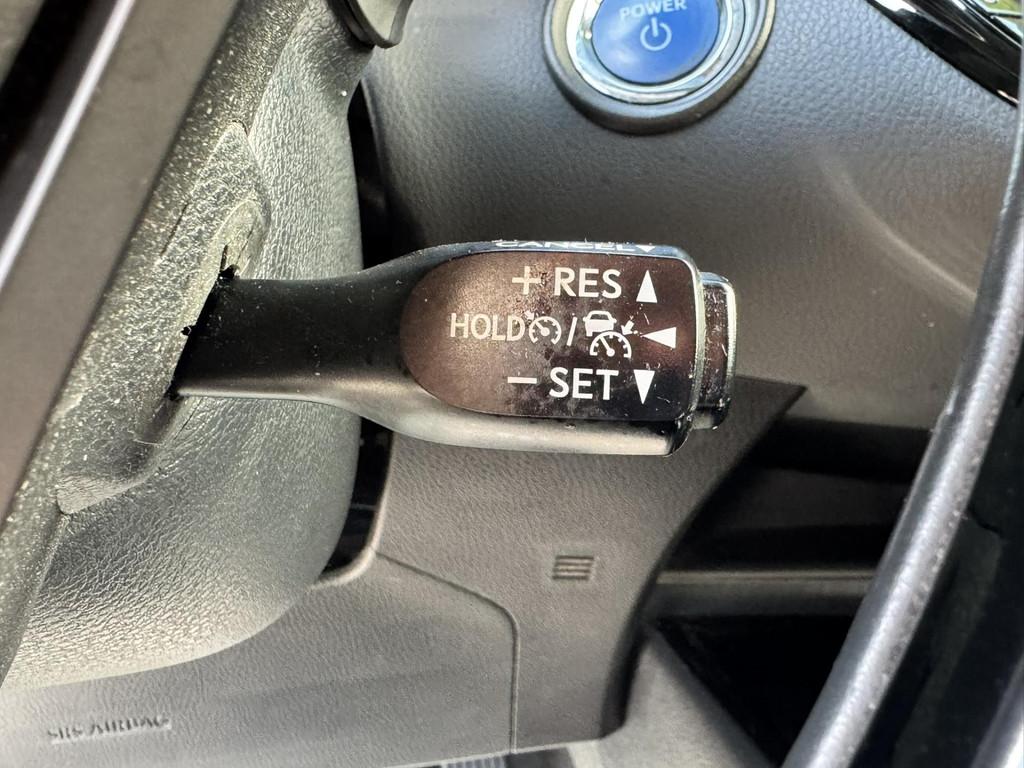 POWER
CANCEL
+ RES ▲
HOLD / ◀
− SET ▼
SRS AIRBAG